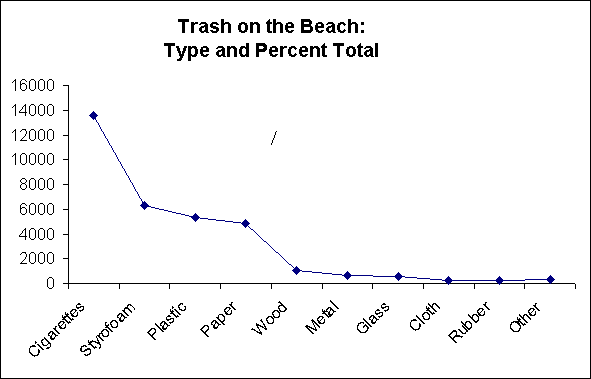 Trash on the Beach:
Type and Percent Total
16000
14000
12000
10000
8000
6000
4000
2000
0
/
Cigarettes
Styrofoam
Plastic
Paper
Wood
Metal
Glass
Cloth
Rubber
Other